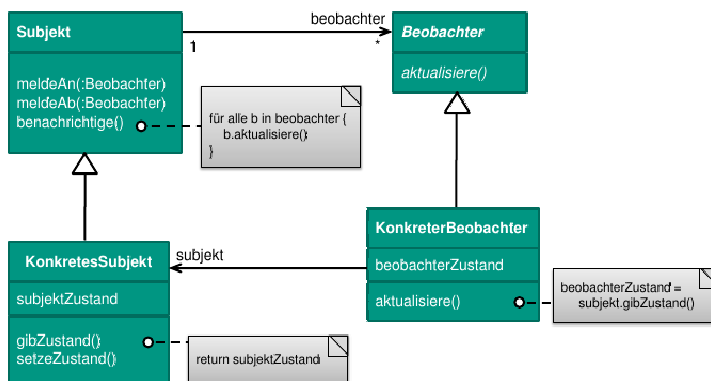 Subjekt
beobachter
1
*
Beobachter
meldeAn(:Beobachter)
meldeAb(:Beobachter)
benachrichtige()
aktualisiere()
für alle b in beobachter {
b.aktualisiere()
}
KonkretesSubjekt
subjektZustand
gibZustand()
setzeZustand()
return subjektZustand
subjekt
KonkreterBeobachter
beobachterZustand
aktualisiere()
beobachterZustand =
subjekt.gibZustand()